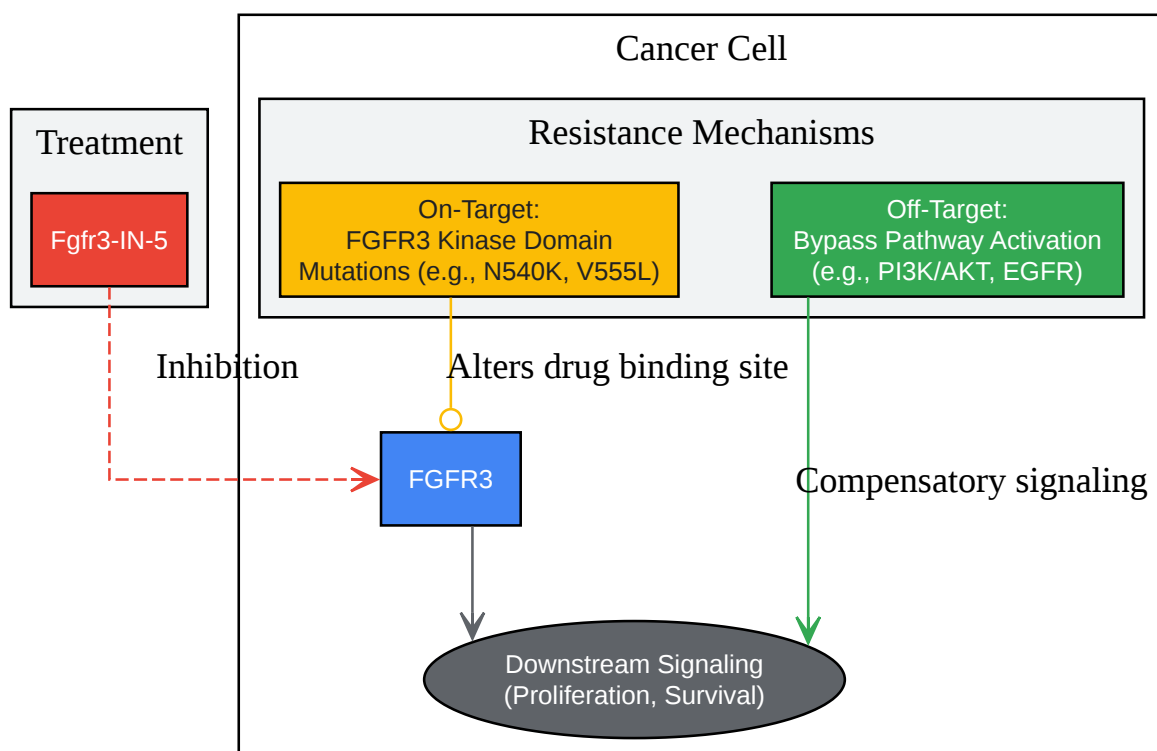 Cancer Cell
Treatment
Fgfr3-IN-5
Resistance Mechanisms
On-Target:
FGFR3 Kinase Domain
Mutations (e.g., N540K, V555L)
Off-Target:
Bypass Pathway Activation
(e.g., PI3K/AKT, EGFR)
Inhibition
Alters drug binding site
FGFR3
Compensatory signaling
Downstream Signaling
(Proliferation, Survival)